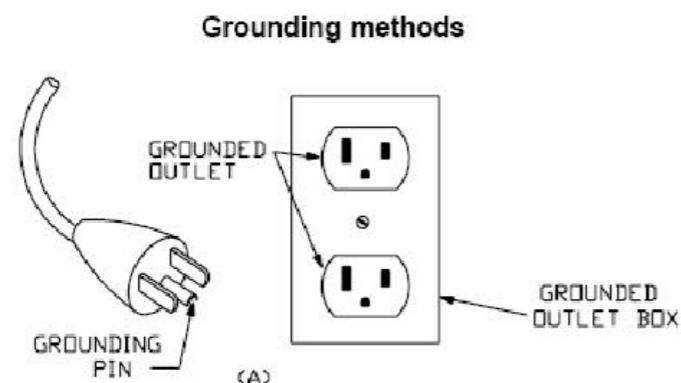 Grounding methods
GROUNDED
OUTLET
GROUNDED
OUTLET BOX
GROUNDING
PIN
(A)